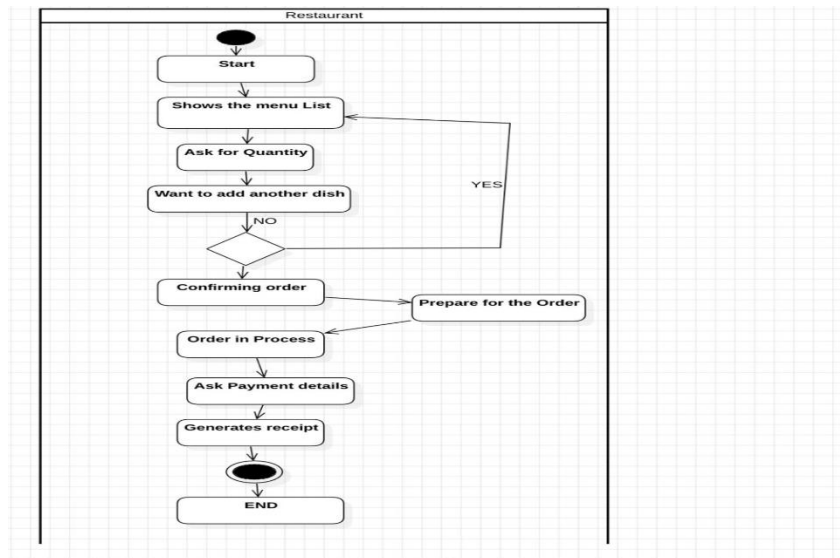 Restaurant
Start
Shows the menu List
Ask for Quantity
Want to add another dish
YES
NO
Confirming order
Prepare for the Order
Order in Process
Ask Payment details
Generates receipt
END